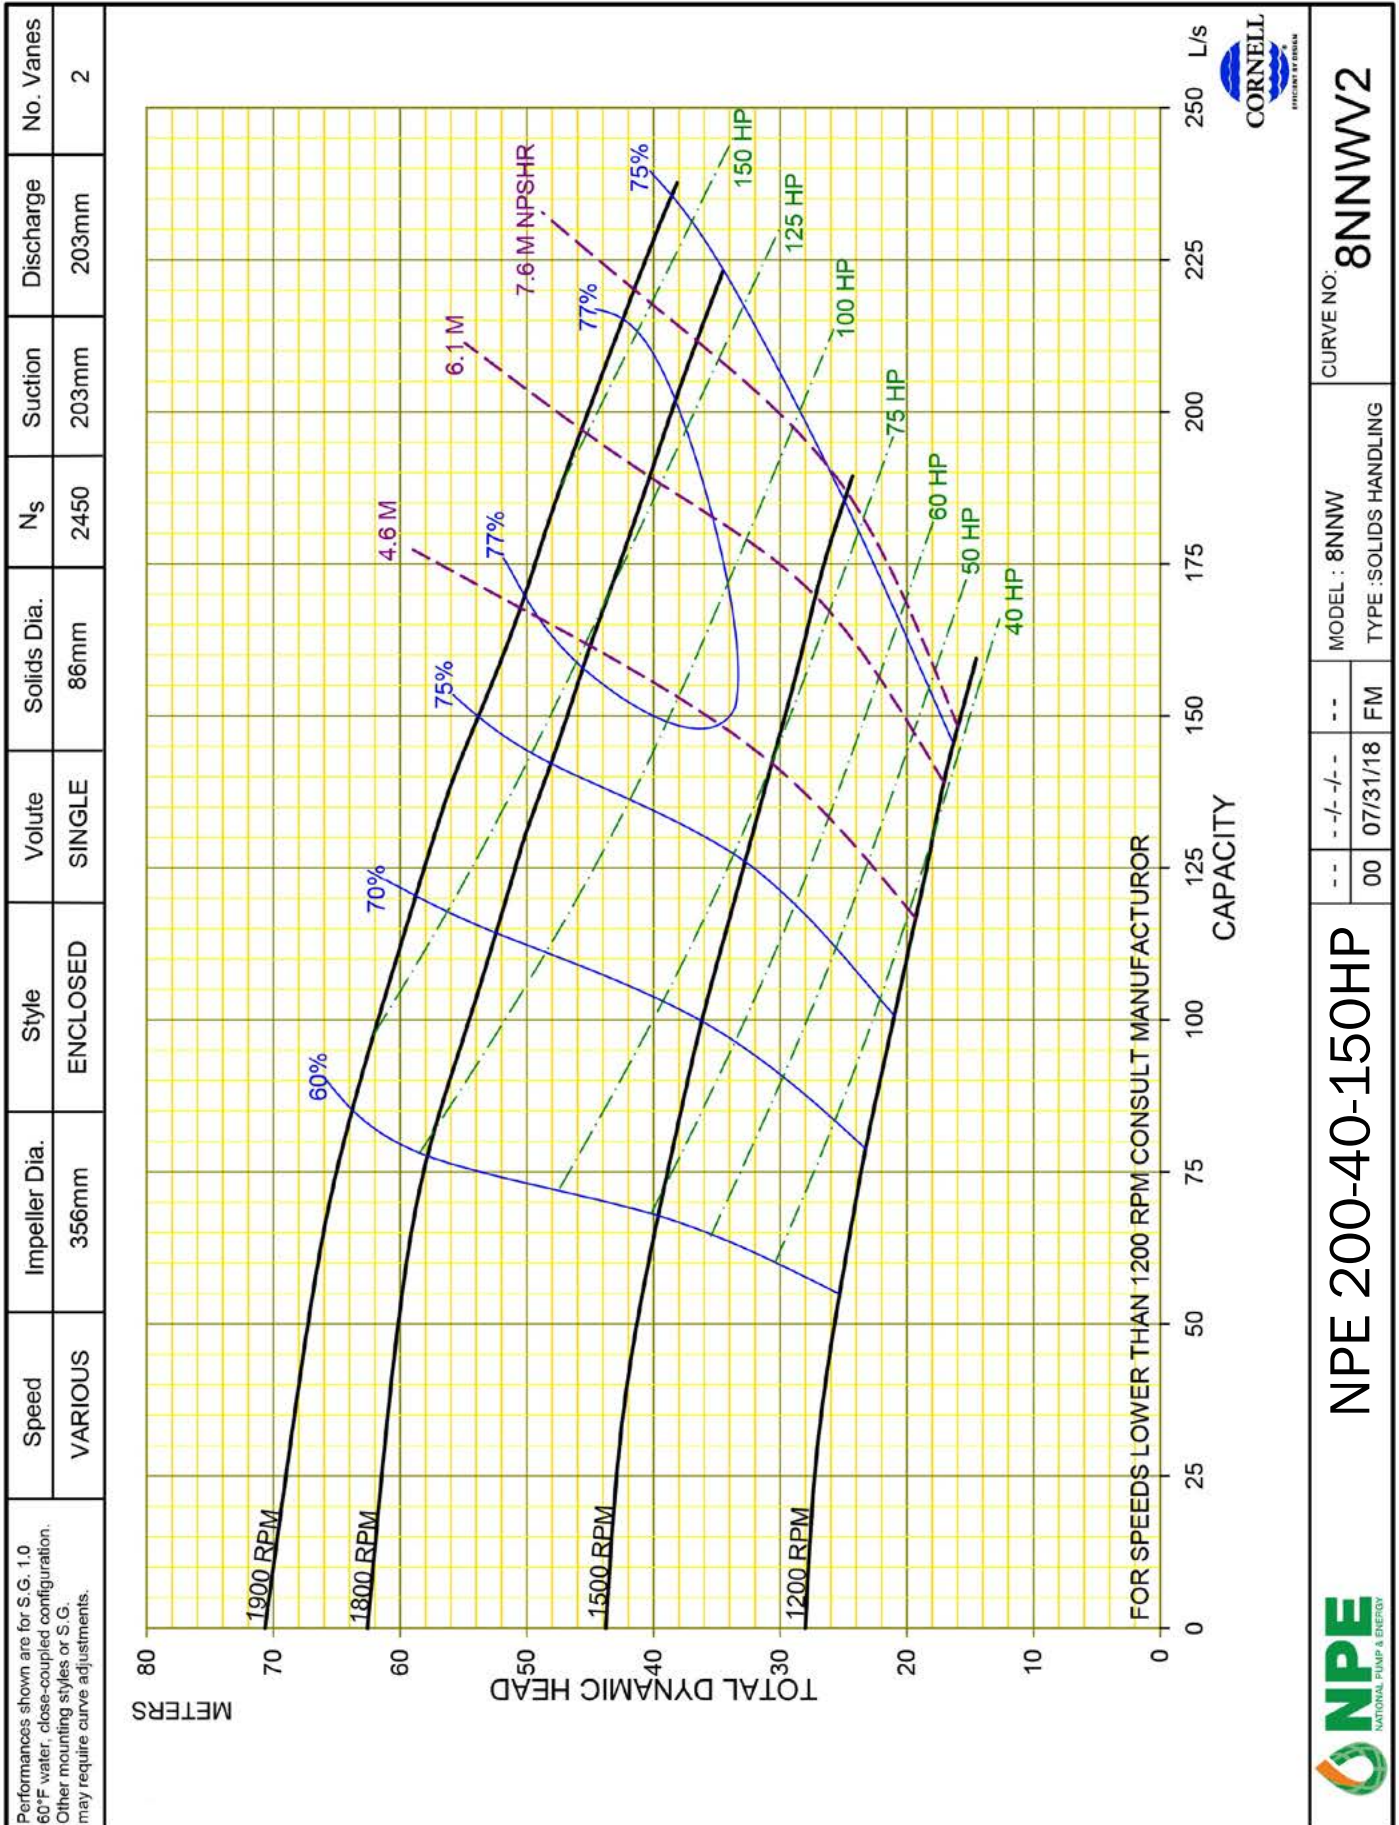 Performances shown are for S.G. 1.0
60°F water, close-coupled configuration.
Other mounting styles or S.G.
may require curve adjustments.
Speed Impeller Dia. Style Volute Solids Dia. Ns Suction Discharge No. Vanes
VARIOUS 356mm ENCLOSED SINGLE 86mm 2450 203mm 203mm 2
METERS
80
70
60
50
40
30
20
10
0
TOTAL DYNAMIC HEAD
1900 RPM
1800 RPM
1500 RPM
1200 RPM
60%
70%
75%
77%
77%
75%
4.6 M
6.1 M
7.6 M NPSHR
150 HP
125 HP
100 HP
75 HP
60 HP
50 HP
40 HP
FOR SPEEDS LOWER THAN 1200 RPM CONSULT MANUFACTUROR
0 25 50 75 100 125 150 175 200 225 250 L/s
CAPACITY
CORNELL
EFFICIENT BY DESIGN
NPE
NATIONAL PUMP & ENERGY
NPE 200-40-150HP
-- --/--/-- --
00 07/31/18 FM
MODEL : 8NNW
TYPE :SOLIDS HANDLING
CURVE NO:
8NNWV2